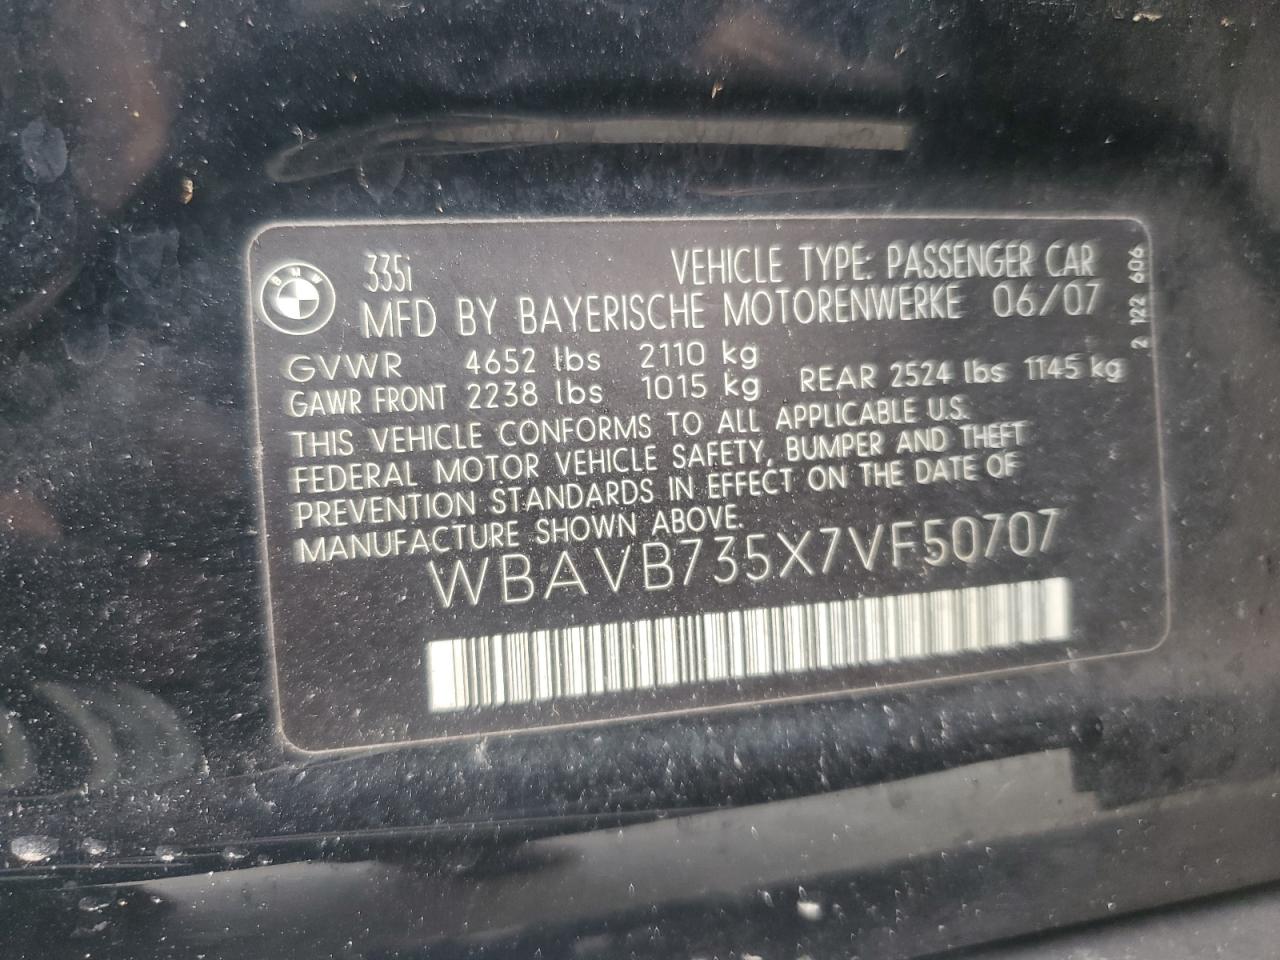 BMW
335i VEHICLE TYPE: PASSENGER CAR
MFD BY BAYERISCHE MOTORENWERKE 06/07
GVWR 4652 lbs 2110 kg
GAWR FRONT 2238 lbs 1015 kg REAR 2524 lbs 1145 kg
THIS VEHICLE CONFORMS TO ALL APPLICABLE U.S.
FEDERAL MOTOR VEHICLE SAFETY, BUMPER AND THEFT
PREVENTION STANDARDS IN EFFECT ON THE DATE OF
MANUFACTURE SHOWN ABOVE.
WBAVB735X7VF50707
2 122 606